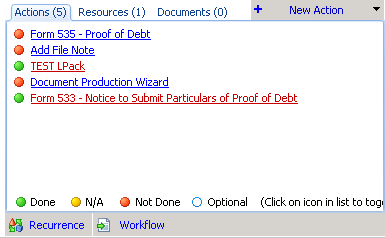 Actions (5) Resources (1) Documents (0) + New Action
Form 535 - Proof of Debt
Add File Note
TEST LPack
Document Production Wizard
Form 533 - Notice to Submit Particulars of Proof of Debt
Done N/A Not Done Optional (Click on icon in list to togg
Recurrence Workflow